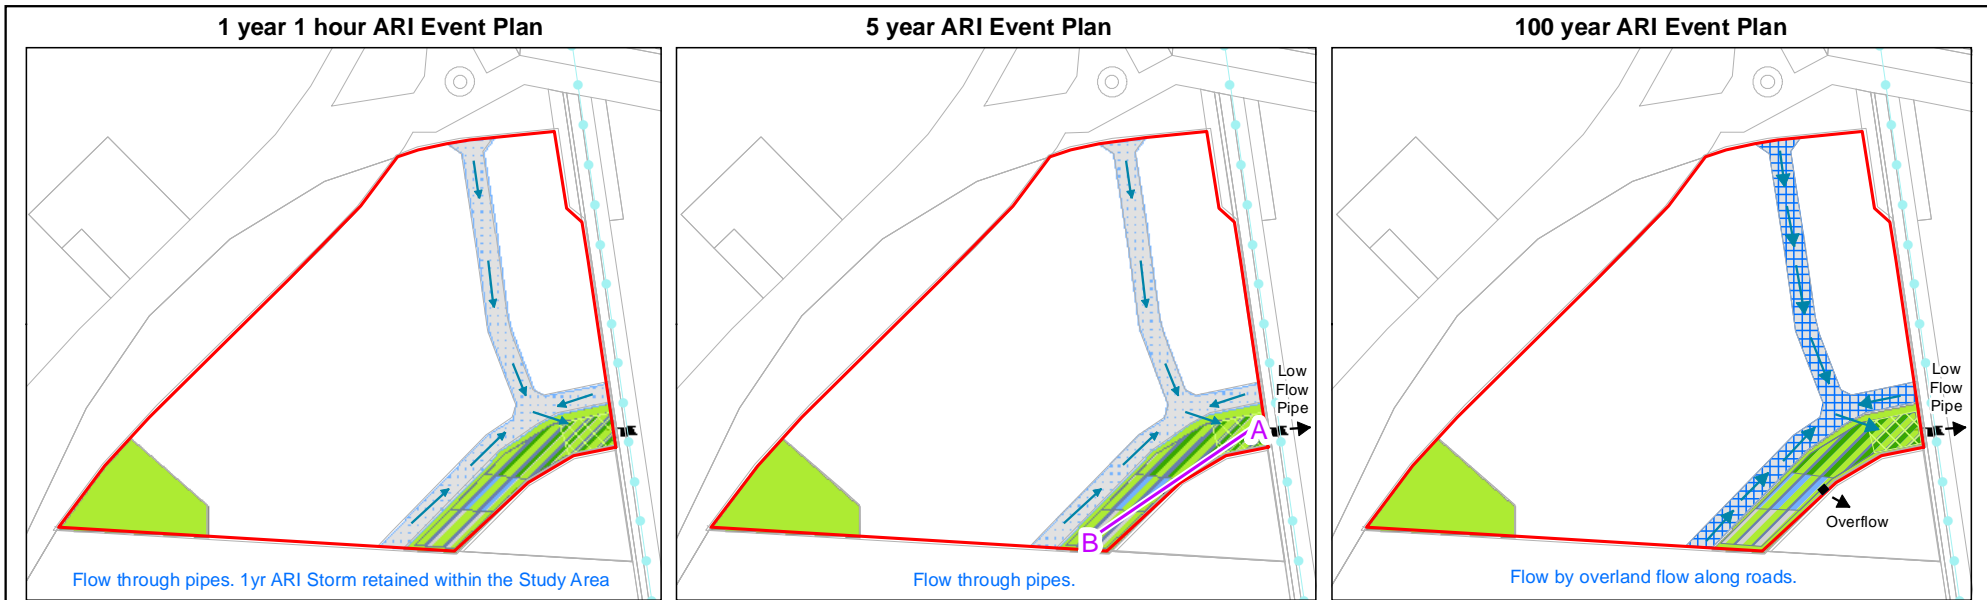 1 year 1 hour ARI Event Plan
Flow through pipes. 1yr ARI Storm retained within the Study Area
5 year ARI Event Plan
Low
Flow
Pipe
A
B
Flow through pipes.
100 year ARI Event Plan
Low
Flow
Pipe
Overflow
Flow by overland flow along roads.